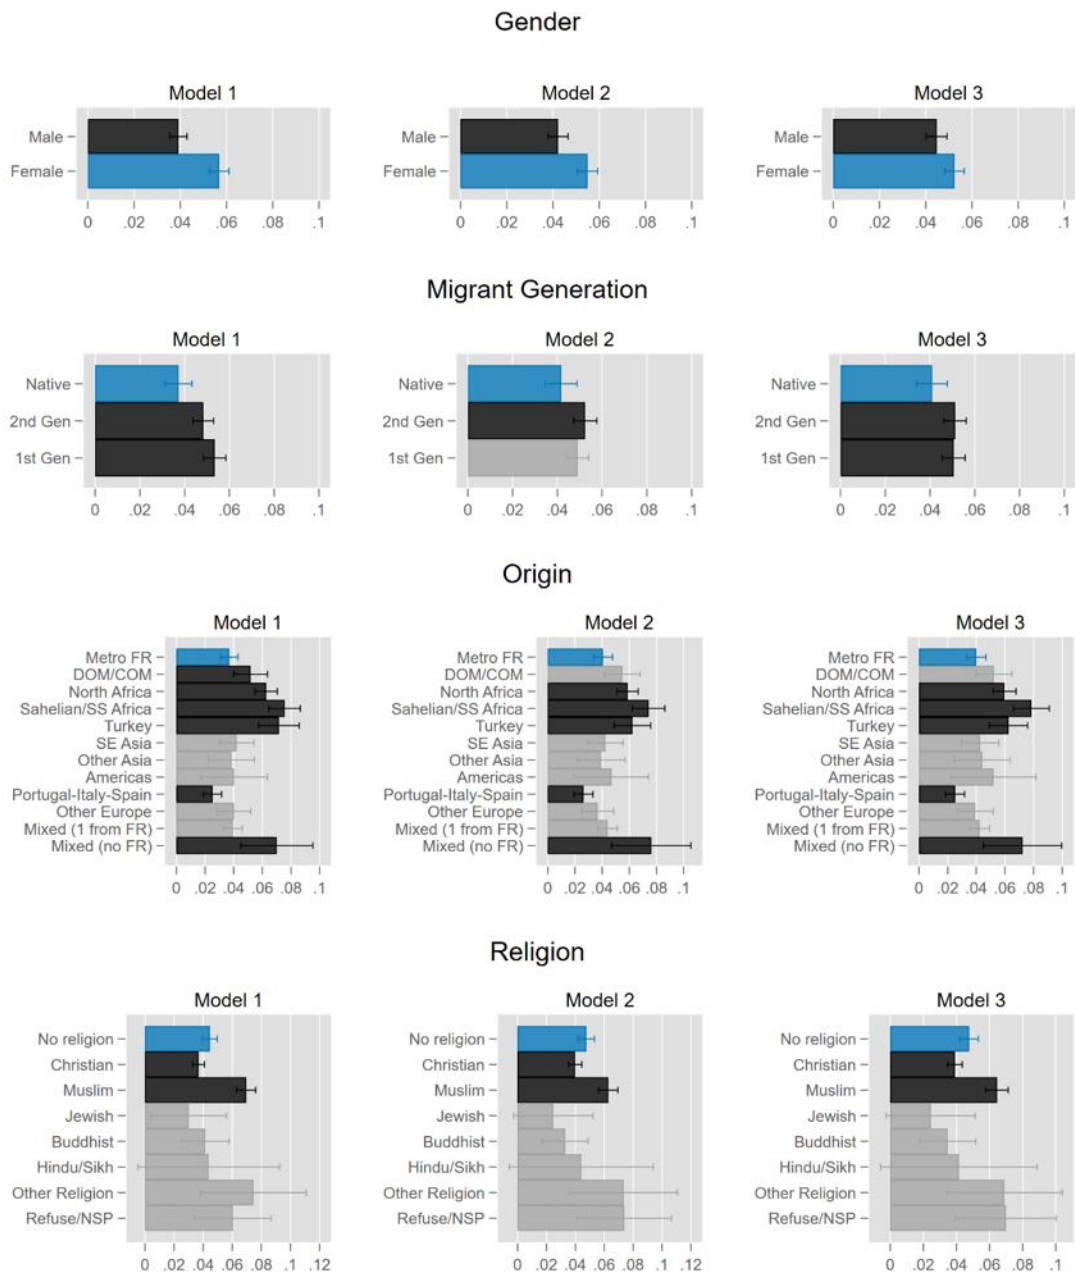 Gender
Model 1 Model 2 Model 3
Male Male Male
Female Female Female
0 .02 .04 .06 .08 .1 0 .02 .04 .06 .08 .1 0 .02 .04 .06 .08 .1
Migrant Generation
Model 1 Model 2 Model 3
Native Native Native
2nd Gen 2nd Gen 2nd Gen
1st Gen 1st Gen 1st Gen
0 .02 .04 .06 .08 .1 0 .02 .04 .06 .08 .1 0 .02 .04 .06 .08 .1
Origin
Model 1 Model 2 Model 3
Metro FR Metro FR Metro FR
DOM/COM DOM/COM DOM/COM
North Africa North Africa North Africa
Sahelian/SS Africa Sahelian/SS Africa Sahelian/SS Africa
Turkey Turkey Turkey
SE Asia SE Asia SE Asia
Other Asia Other Asia Other Asia
Americas Americas Americas
Portugal-Italy-Spain Portugal-Italy-Spain Portugal-Italy-Spain
Other Europe Other Europe Other Europe
Mixed (1 from FR) Mixed (1 from FR) Mixed (1 from FR)
Mixed (no FR) Mixed (no FR) Mixed (no FR)
0 .02 .04 .06 .08 .1 0 .02 .04 .06 .08 .1 0 .02 .04 .06 .08 .1
Religion
Model 1 Model 2 Model 3
No religion No religion No religion
Christian Christian Christian
Muslim Muslim Muslim
Jewish Jewish Jewish
Buddhist Buddhist Buddhist
Hindu/Sikh Hindu/Sikh Hindu/Sikh
Other Religion Other Religion Other Religion
Refuse/NSP Refuse/NSP Refuse/NSP
0 .02 .04 .06 .08 .1 .12 0 .02 .04 .06 .08 .1 .12 0 .02 .04 .06 .08 .1